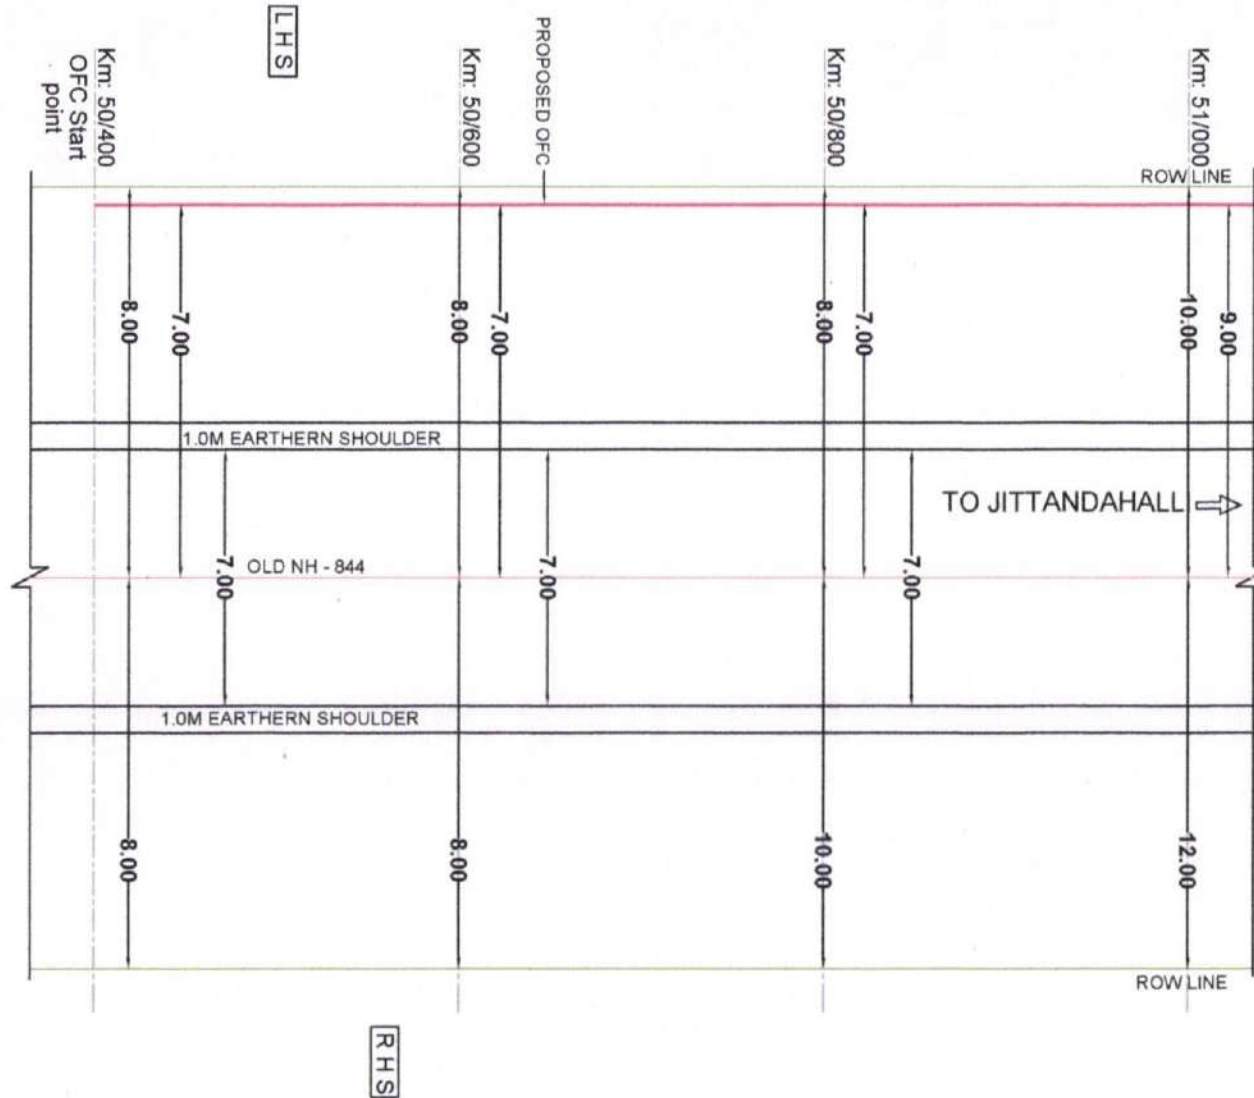 L H S
Km: 50/400
OFC Start
point
Km: 50/600
PROPOSED OFC
Km: 50/800
Km: 51/000
ROW LINE
8.00
7.00
8.00
7.00
8.00
7.00
10.00
9.00
1.0M EARTHERN SHOULDER
TO JITTANDAHALL
OLD NH - 844
7.00
7.00
7.00
1.0M EARTHERN SHOULDER
8.00
8.00
10.00
12.00
ROW LINE
R H S